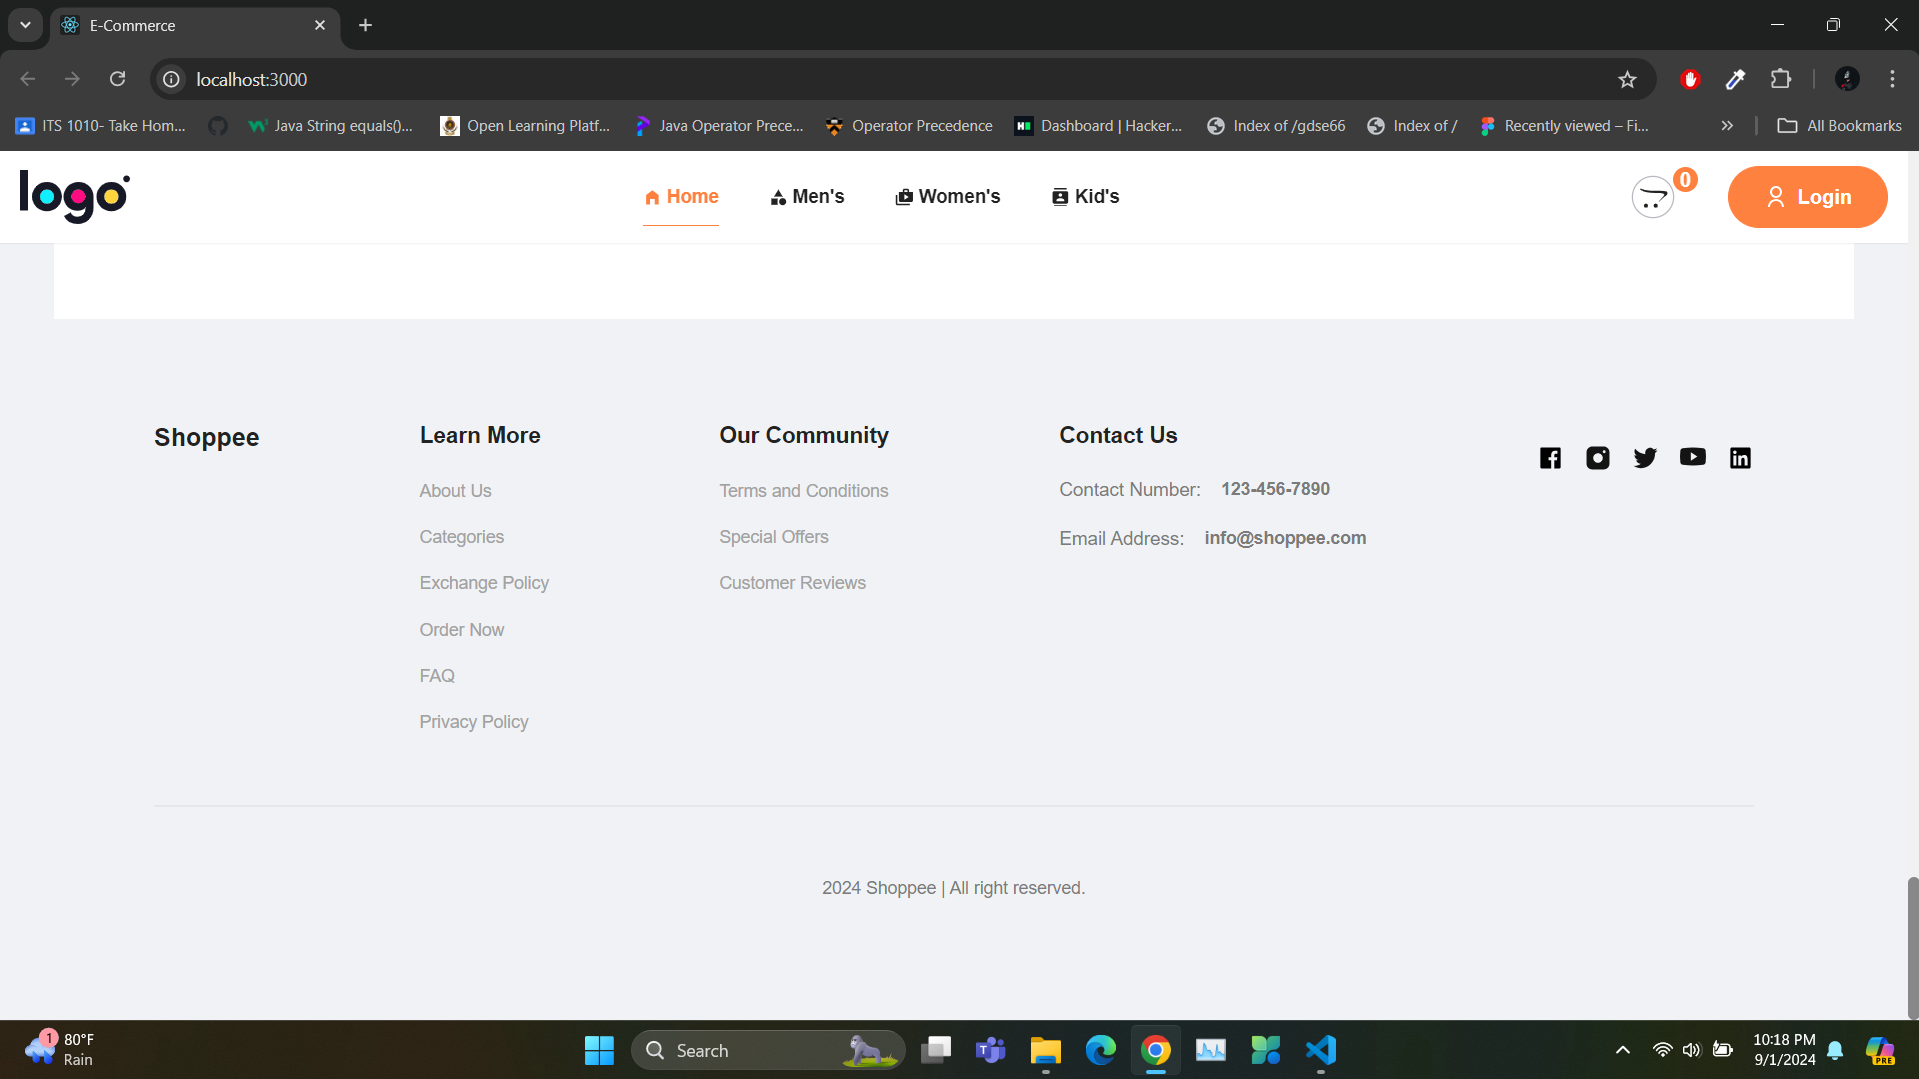 E-Commerce
localhost:3000
ITS 1010- Take Hom...
Java String equals()...
Open Learning Platf...
Java Operator Prece...
Operator Precedence
Dashboard | Hacker...
Index of /gdse66
Index of /
Recently viewed – Fi...
All Bookmarks
logo
Home
Men's
Women's
Kid's
0
Login
Shoppee
Learn More
About Us
Categories
Exchange Policy
Order Now
FAQ
Privacy Policy
Our Community
Terms and Conditions
Special Offers
Customer Reviews
Contact Us
Contact Number: 123-456-7890
Email Address: info@shoppee.com
2024 Shoppee | All right reserved.
1
80°F
Rain
Search
10:18 PM
9/1/2024
PRE